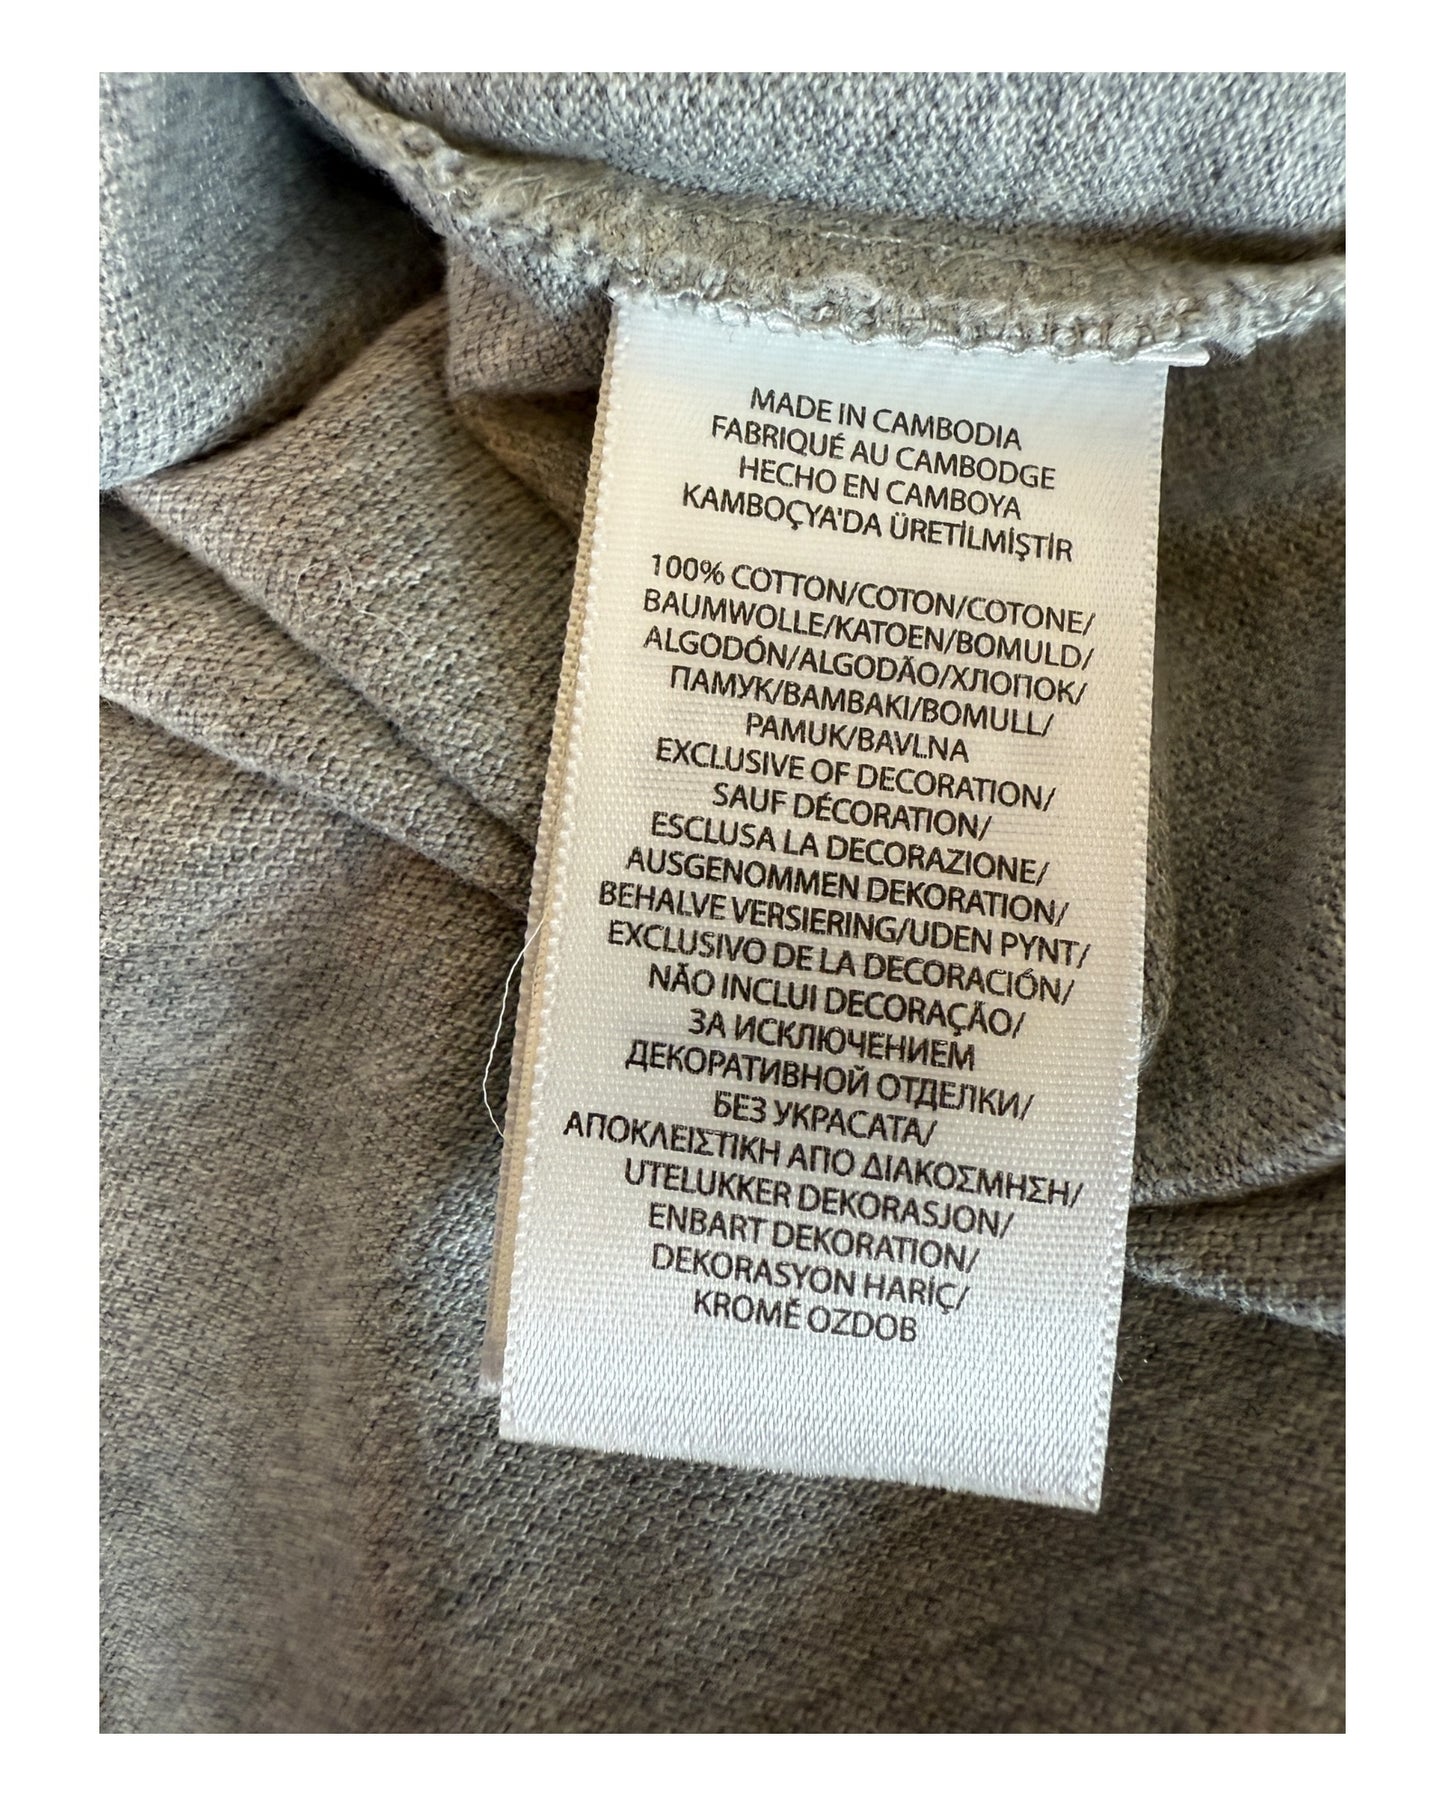 MADE IN CAMBODIA
FABRIQUÉ AU CAMBODGE
HECHO EN CAMBOYA
KAMBOÇYA'DA ÜRETİLMİŞTİR
100% COTTON/COTON/COTONE/
BAUMWOLLE/KATOEN/BOMULD/
ALGODÓN/ALGODÃO/ХЛОПОК/
ПАМУК/BAMBAKI/BOMULL/
PAMUK/BAVLNA
EXCLUSIVE OF DECORATION/
SAUF DÉCORATION/
ESCLUSA LA DECORAZIONE/
AUSGENOMMEN DEKORATION/
BEHALVE VERSIERING/UDEN PYNT/
EXCLUSIVO DE LA DECORACIÓN/
NÃO INCLUI DECORAÇÃO/
ЗА ИСКЛЮЧЕНИЕМ
ДЕКОРАТИВНОЙ ОТДЕЛКИ/
БЕЗ УКРАСАТА/
ΑΠΟΚΛΕΙΣΤΙΚΗ ΑΠΟ ΔΙΑΚΟΣΜΗΣΗ/
UTELUKKER DEKORASJON/
ENBART DEKORATION/
DEKORASYON HARİÇ/
KROMĚ OZDOB